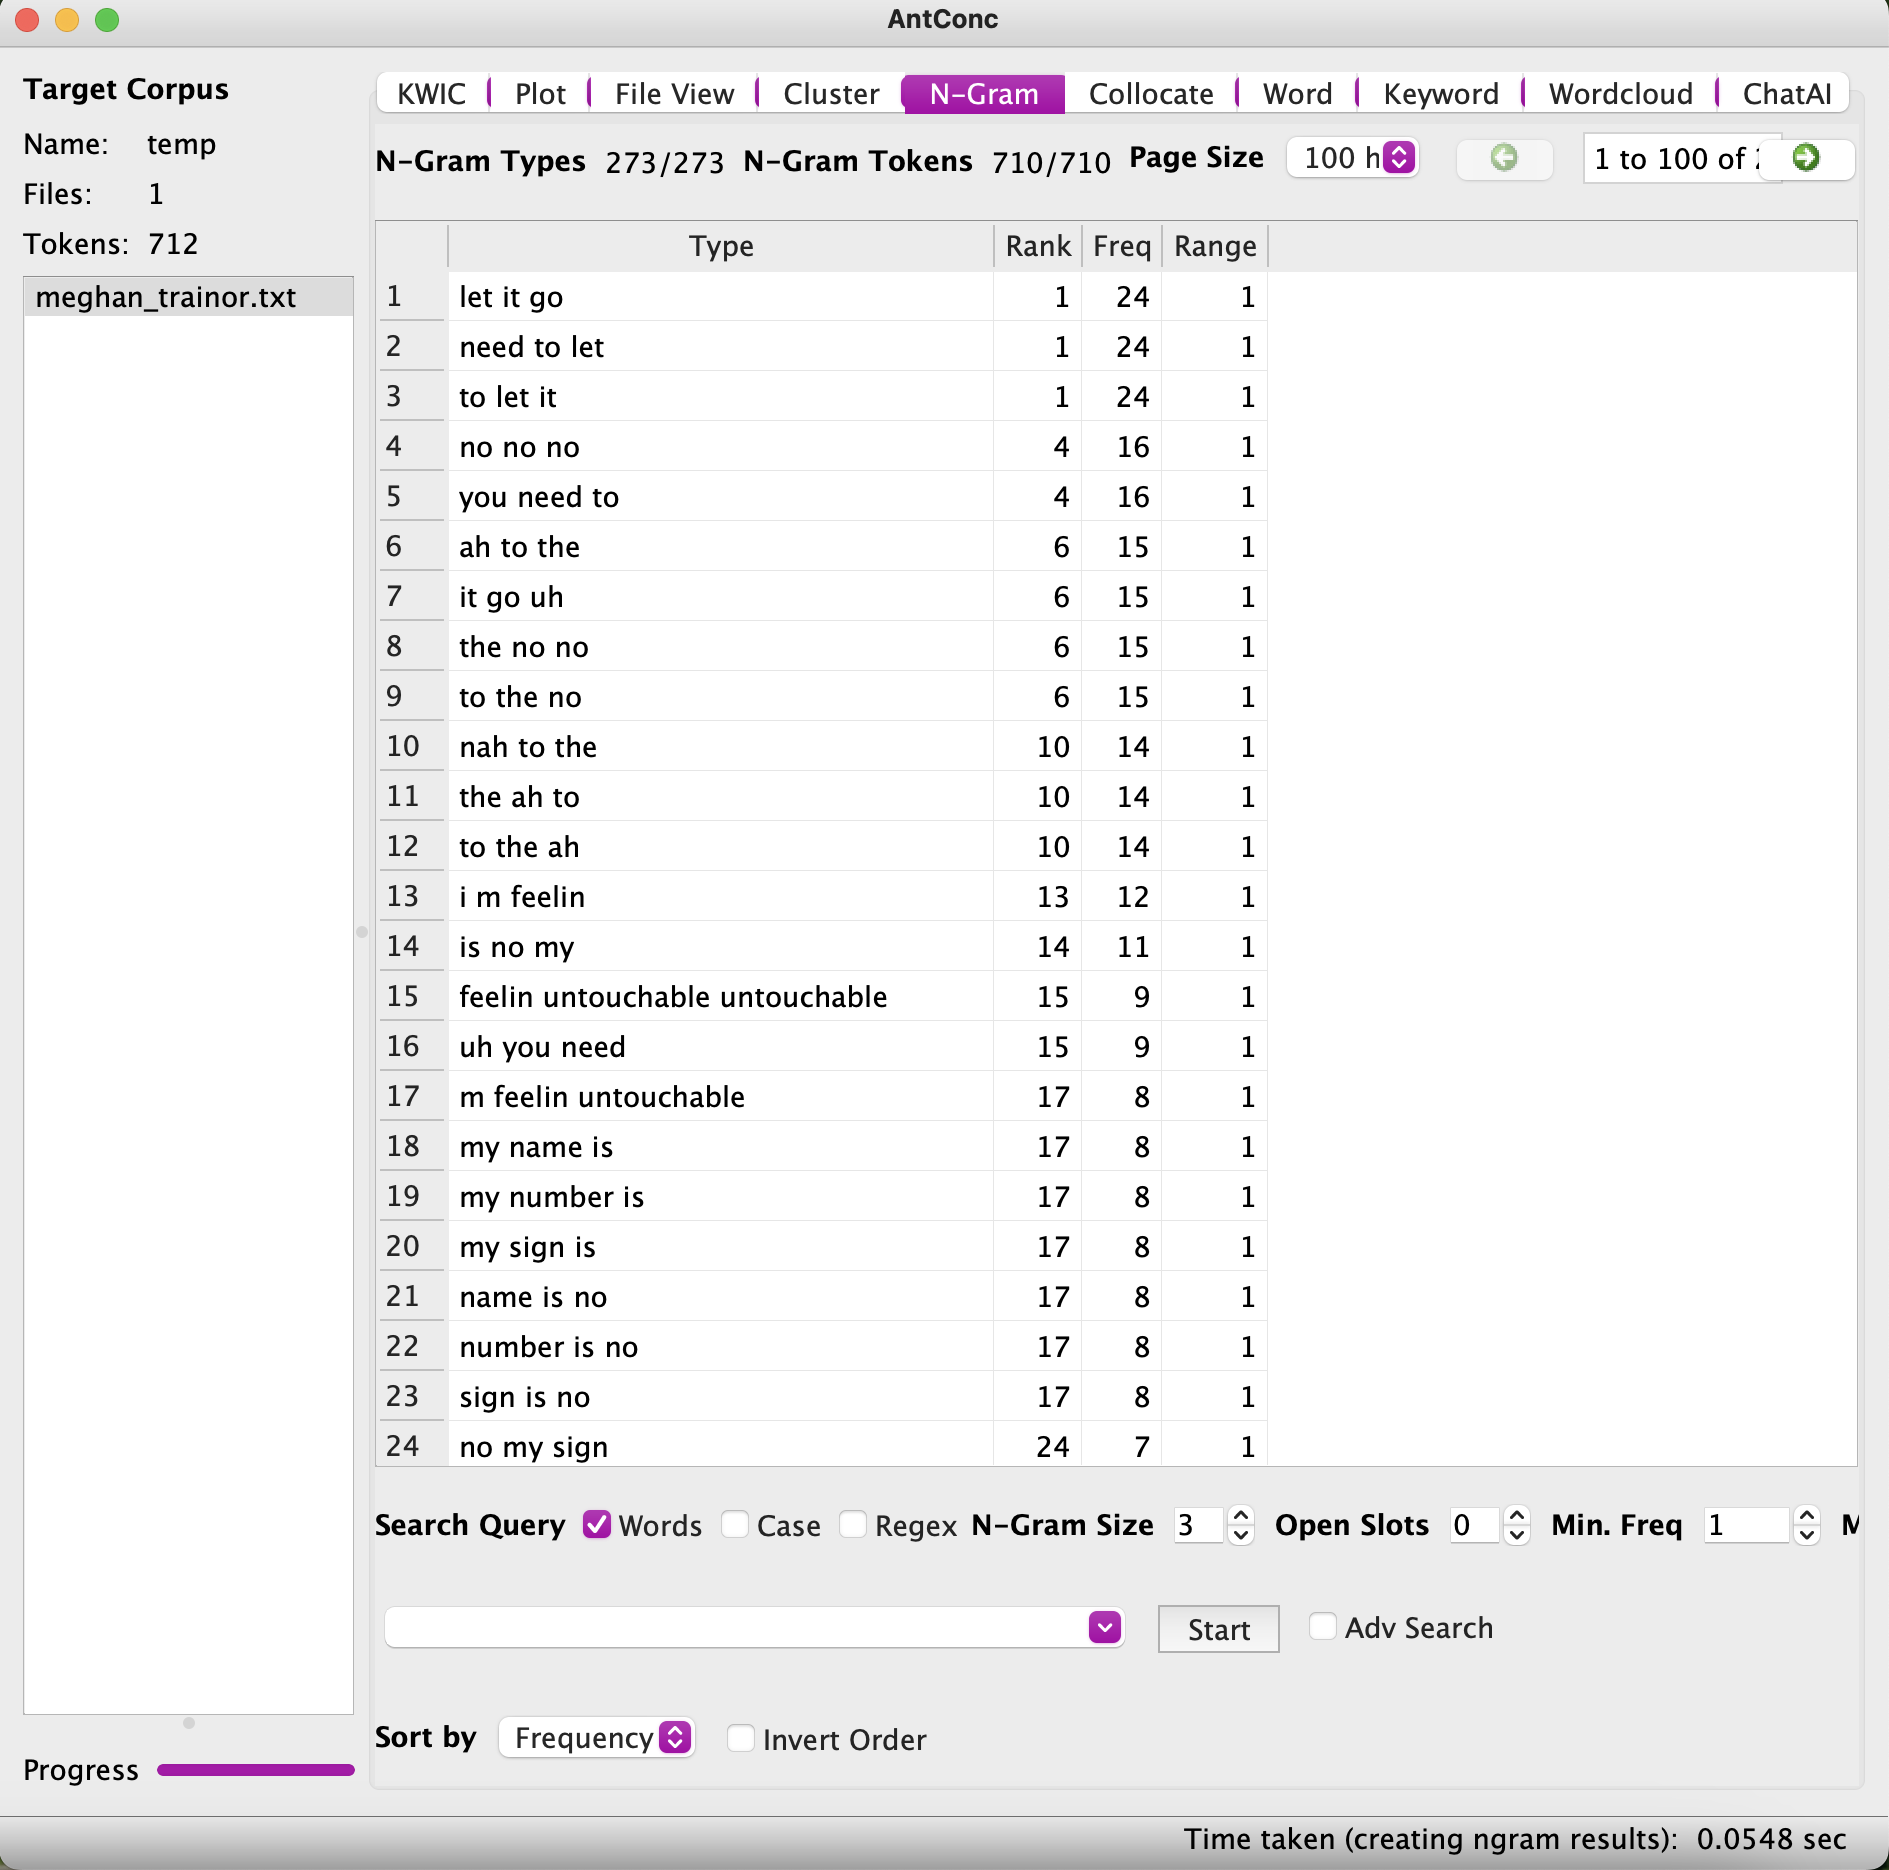 AntConc
Target Corpus
Name: temp
Files: 1
Tokens: 712
meghan_trainor.txt
Progress
KWIC Plot File View Cluster N-Gram Collocate Word Keyword Wordcloud ChatAI
N-Gram Types 273/273 N-Gram Tokens 710/710 Page Size 100 h 1 to 100 of
Type Rank Freq Range
1 let it go 1 24 1
2 need to let 1 24 1
3 to let it 1 24 1
4 no no no 4 16 1
5 you need to 4 16 1
6 ah to the 6 15 1
7 it go uh 6 15 1
8 the no no 6 15 1
9 to the no 6 15 1
10 nah to the 10 14 1
11 the ah to 10 14 1
12 to the ah 10 14 1
13 i m feelin 13 12 1
14 is no my 14 11 1
15 feelin untouchable untouchable 15 9 1
16 uh you need 15 9 1
17 m feelin untouchable 17 8 1
18 my name is 17 8 1
19 my number is 17 8 1
20 my sign is 17 8 1
21 name is no 17 8 1
22 number is no 17 8 1
23 sign is no 17 8 1
24 no my sign 24 7 1
Search Query Words Case Regex N-Gram Size 3 Open Slots 0 Min. Freq 1 M
Start Adv Search
Sort by Frequency Invert Order
Time taken (creating ngram results): 0.0548 sec